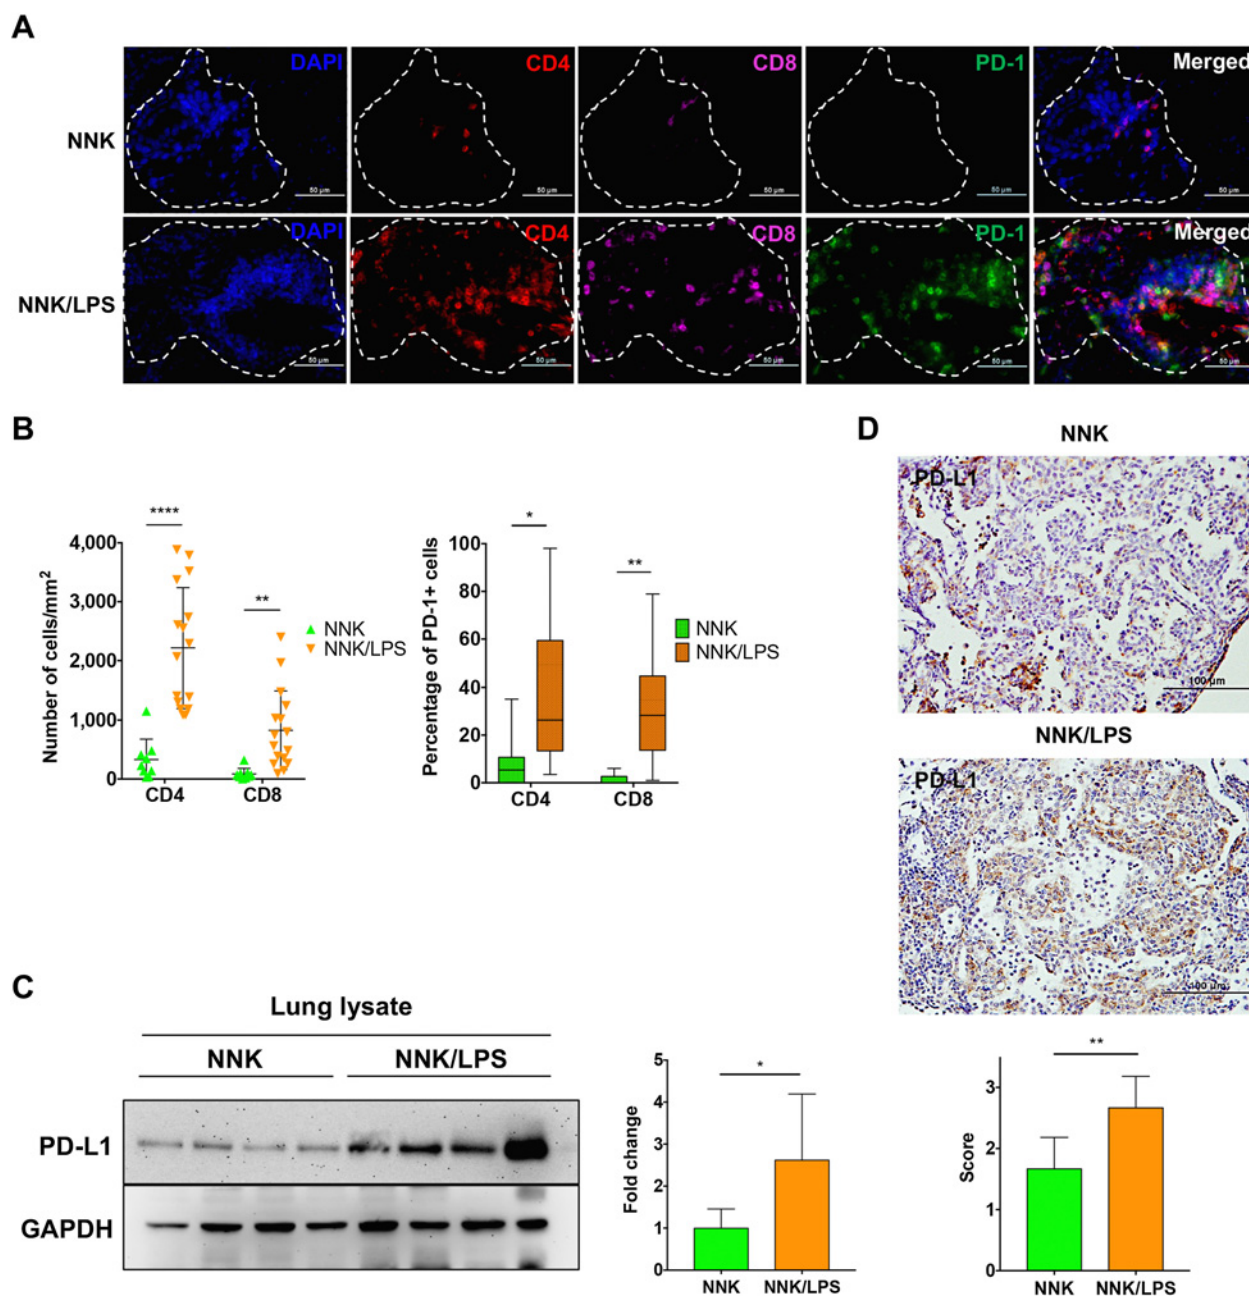 A
DAPI CD4 CD8 PD-1 Merged
NNK
50 µm 50 µm 50 µm 50 µm 50 µm
DAPI CD4 CD8 PD-1 Merged
NNK/LPS
50 µm 50 µm 50 µm 50 µm 50 µm
B
Number of cells/mm²
4,000
3,000
2,000
1,000
0
****
**
CD4 CD8
NNK
NNK/LPS
Percentage of PD-1+ cells
100
80
60
40
20
0
*
**
CD4 CD8
NNK
NNK/LPS
D
NNK
PD-L1
100 µm
NNK/LPS
PD-L1
100 µm
C
Lung lysate
NNK NNK/LPS
PD-L1
GAPDH
Fold change
5
4
3
2
1
0
*
NNK NNK/LPS
Score
3
2
1
0
**
NNK NNK/LPS